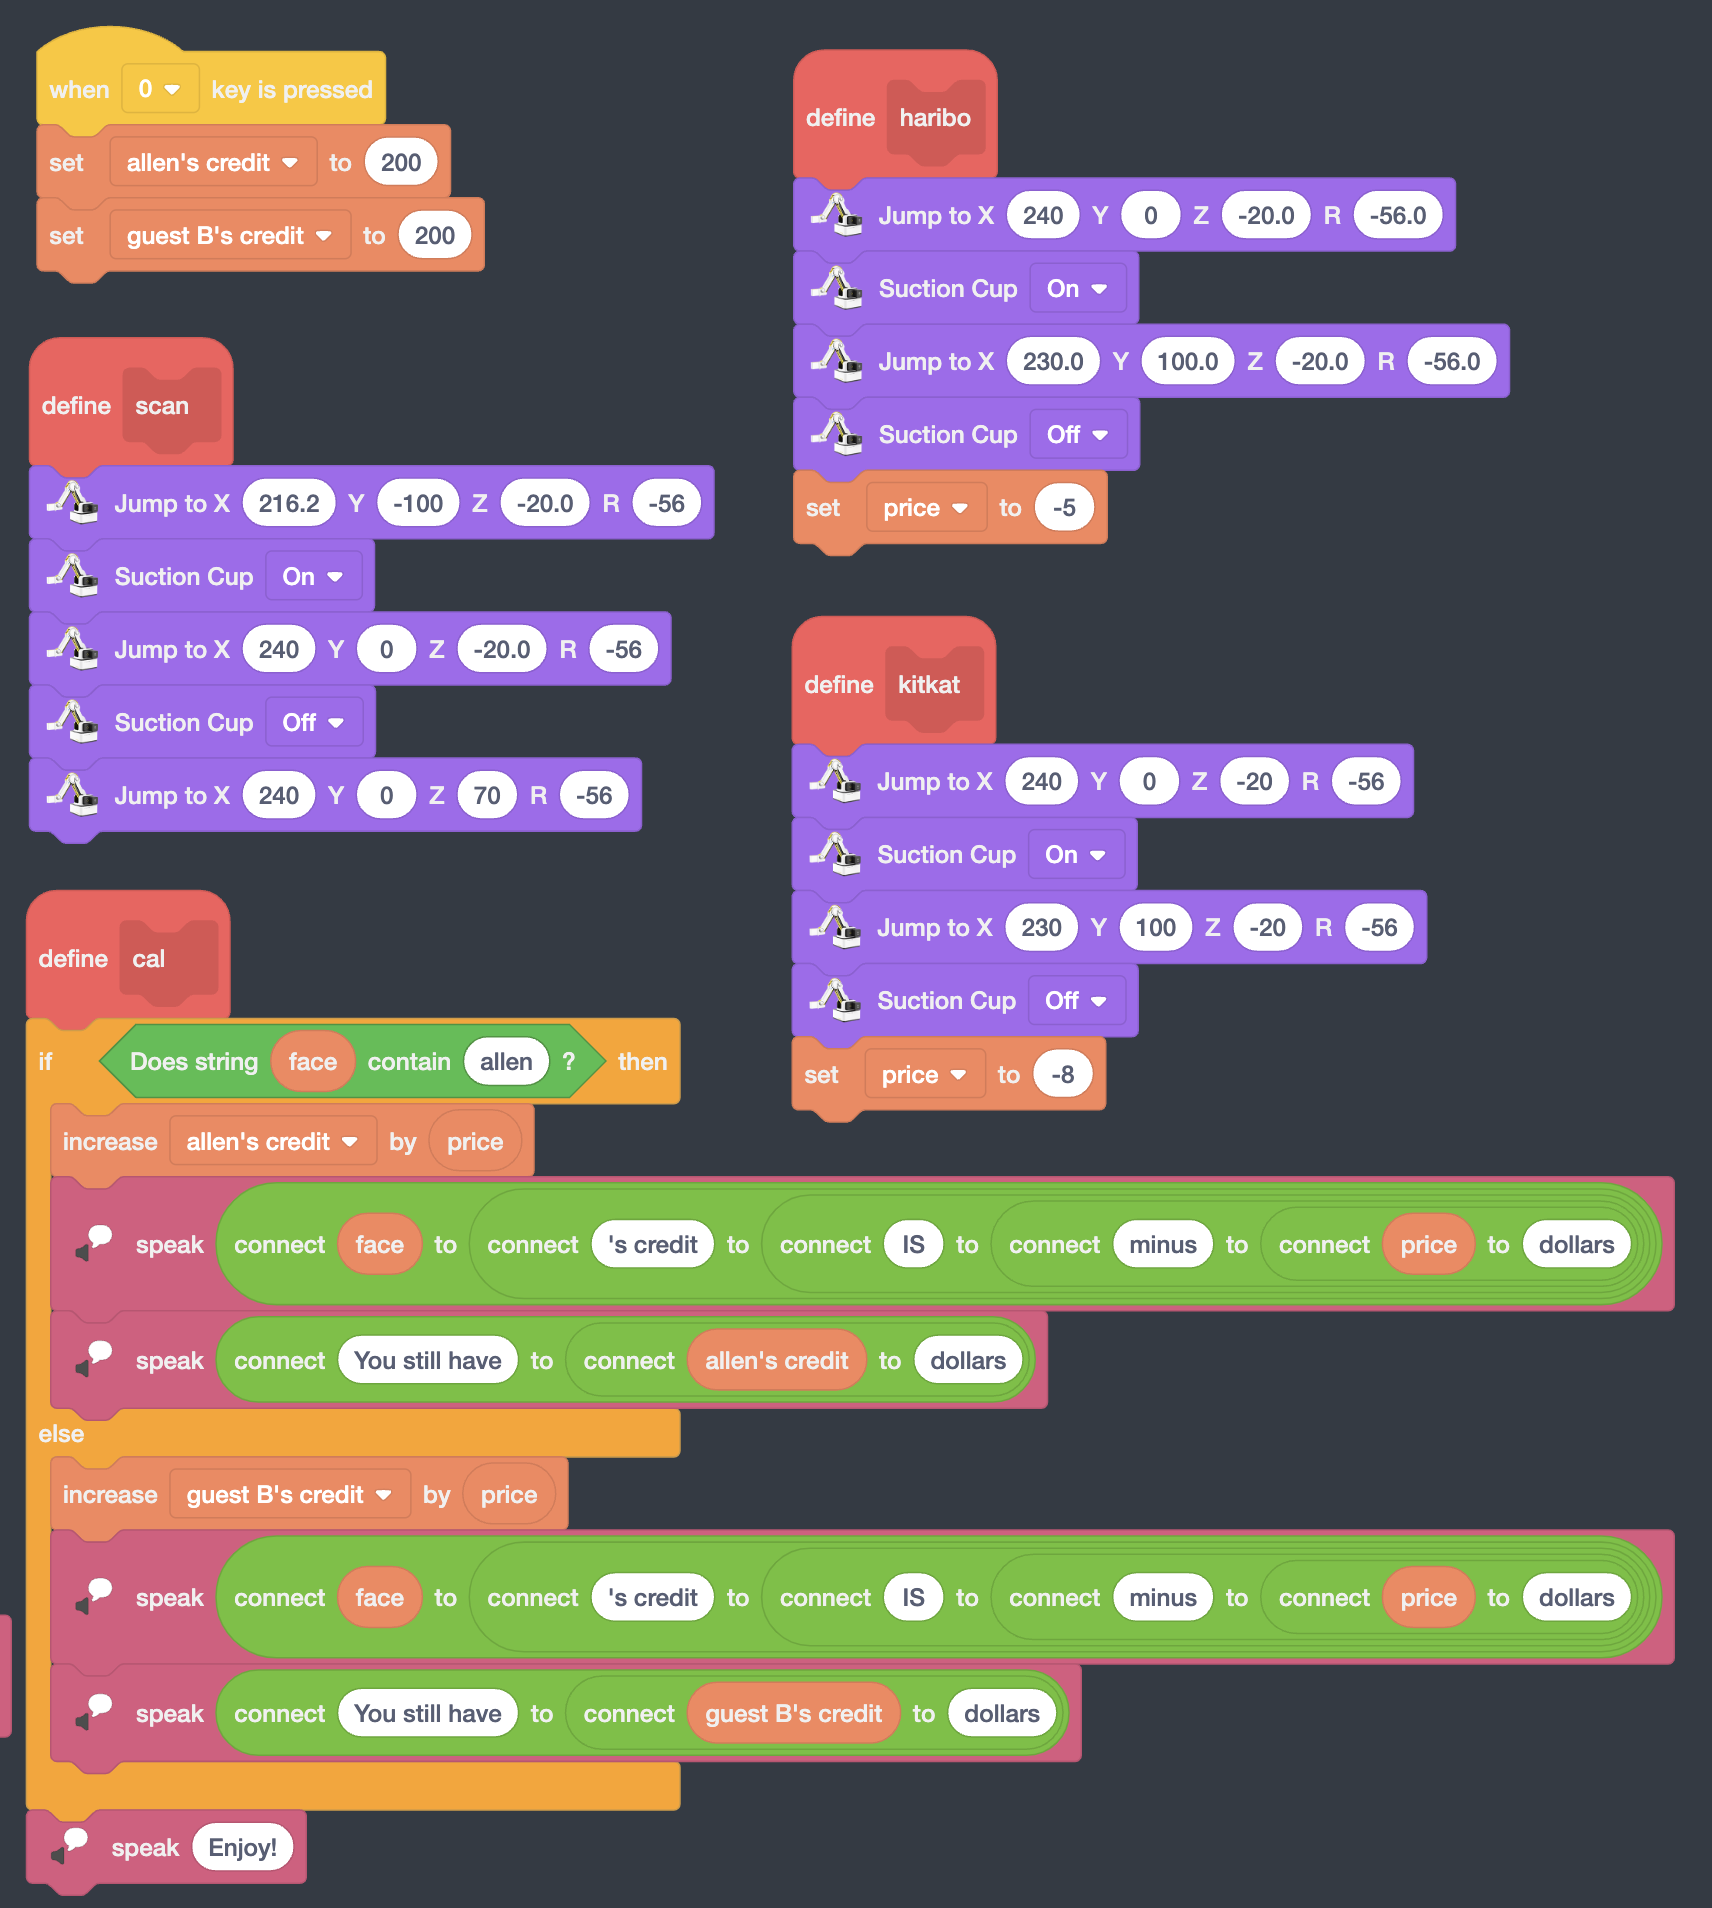 when 0 key is pressed
set allen's credit to 200
set guest B's credit to 200
define scan
Jump to X 216.2 Y -100 Z -20.0 R -56
Suction Cup On
Jump to X 240 Y 0 Z -20.0 R -56
Suction Cup Off
Jump to X 240 Y 0 Z 70 R -56
define haribo
Jump to X 240 Y 0 Z -20.0 R -56.0
Suction Cup On
Jump to X 230.0 Y 100.0 Z -20.0 R -56.0
Suction Cup Off
set price to -5
define kitkat
Jump to X 240 Y 0 Z -20 R -56
Suction Cup On
Jump to X 230 Y 100 Z -20 R -56
Suction Cup Off
set price to -8
define cal
if Does string face contain allen ? then
increase allen's credit by price
speak connect face to connect 's credit to connect IS to connect minus to connect price to dollars
speak connect You still have to connect allen's credit to dollars
else
increase guest B's credit by price
speak connect face to connect 's credit to connect IS to connect minus to connect price to dollars
speak connect You still have to connect guest B's credit to dollars
speak Enjoy!